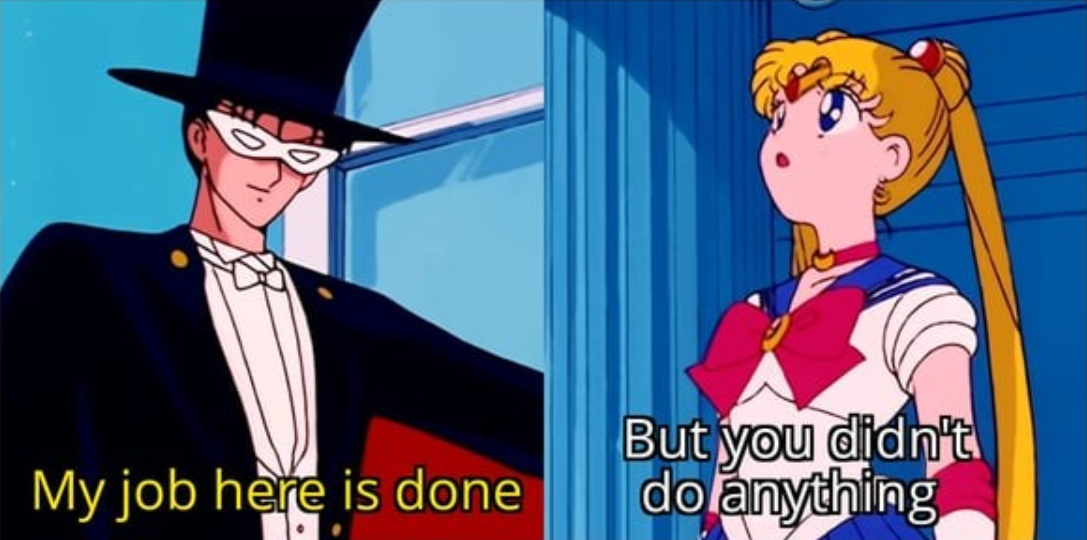 My job here is done
But you didn't
do anything